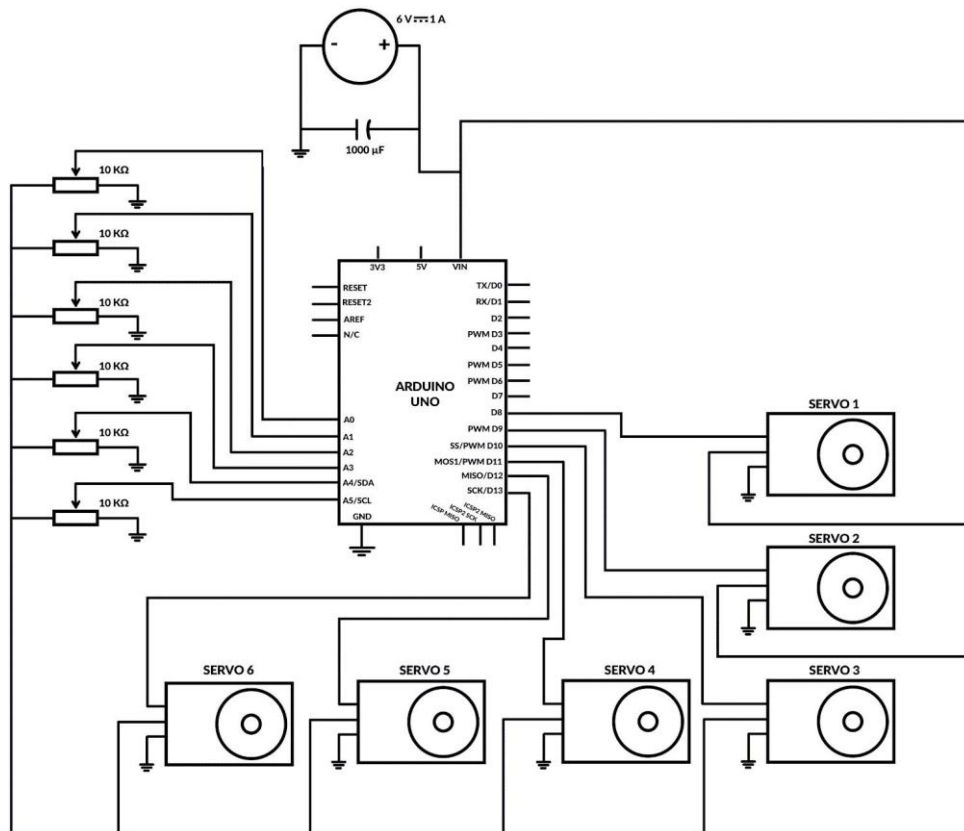 6 V⎓1 A
- +
1000 µF
10 KΩ
10 KΩ
10 KΩ
10 KΩ
10 KΩ
10 KΩ
3V3 5V VIN
RESET
RESET2
AREF
N/C
TX/D0
RX/D1
D2
PWM D3
D4
PWM D5
PWM D6
D7
D8
PWM D9
SS/PWM D10
MOS1/PWM D11
MISO/D12
SCK/D13
ARDUINO
UNO
A0
A1
A2
A3
A4/SDA
A5/SCL
GND
ICSP MISO
ICSP2 SCK
ICSP2 MISO
SERVO 1
SERVO 2
SERVO 3
SERVO 4
SERVO 5
SERVO 6